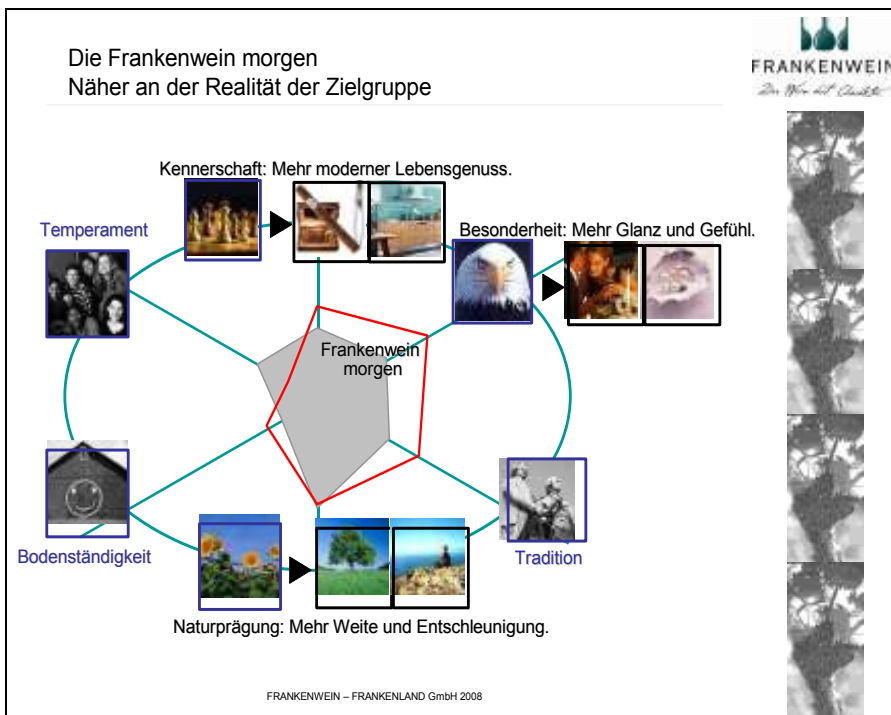 Die Frankenwein morgen
Näher an der Realität der Zielgruppe
FRANKENWEIN
Kennerschaft: Mehr moderner Lebensgenuss.
Temperament
Besonderheit: Mehr Glanz und Gefühl.
Frankenwein
morgen
Bodenständigkeit
Tradition
Naturprägung: Mehr Weite und Entschleunigung.
FRANKENWEIN – FRANKENLAND GmbH 2008